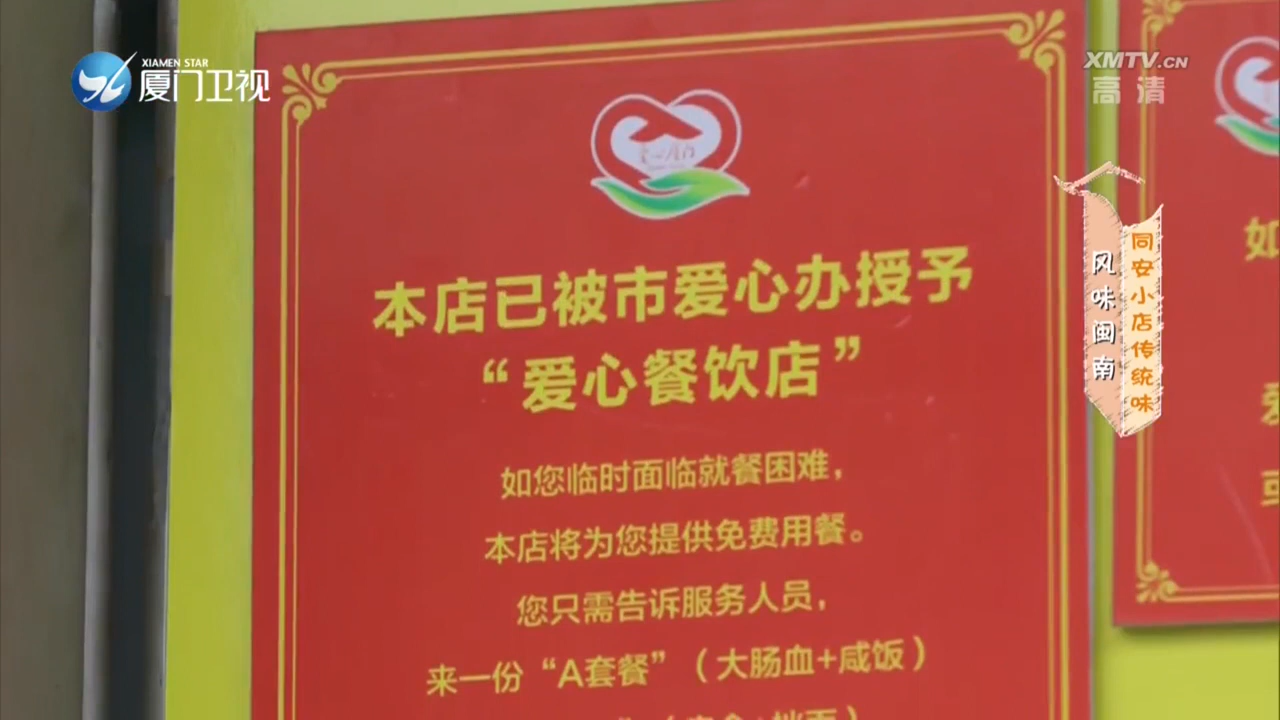 XIAMEN STAR
厦门卫视
XMTV.CN
高清
本店已被市爱心办授予
“爱心餐饮店”
如您临时面临就餐困难，
本店将为您提供免费用餐。
您只需告诉服务人员，
来一份“A套餐”（大肠血+咸饭）
同安小店传统味
风味闽南
如